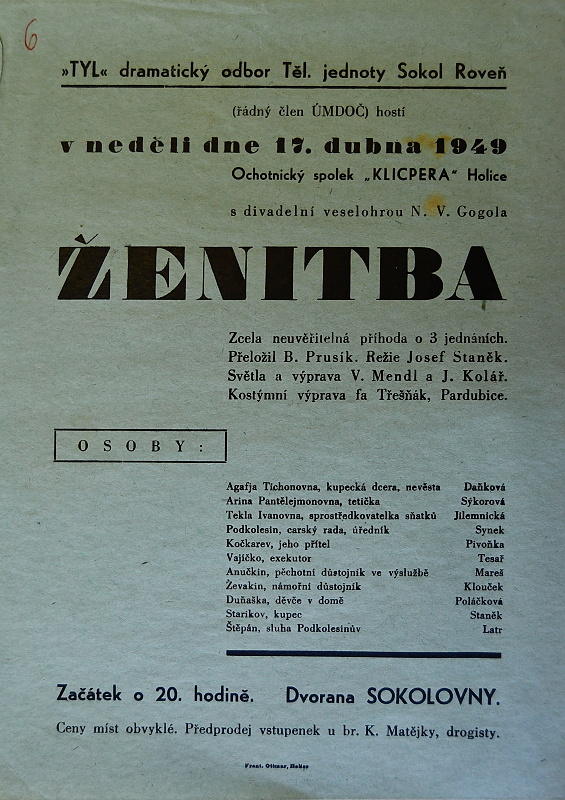 6
»TYL« dramatický odbor Těl. jednoty Sokol Roveň
(řádný člen ÚMDOČ) hostí
v neděli dne 17. dubna 1949
Ochotnický spolek „KLICPERA“ Holice
s divadelní veselohrou N. V. Gogola
ŽENITBA
Zcela neuvěřitelná příhoda o 3 jednáních.
Přeložil B. Prusík. Režie Josef Staněk.
Světla a výprava V. Mendl a J. Kolář.
Kostýmní výprava fa Třešňák, Pardubice.
OSOBY:
Agafja Tichonovna, kupecká dcera, nevěsta Daňková
Arina Pantělejmonovna, tetička Sýkorová
Tekla Ivanovna, sprostředkovatelka sňatků Jilemnická
Podkolesin, carský rada, úředník Synek
Kočkarev, jeho přítel Pivoňka
Vajíčko, exekutor Tesař
Anučkin, pěchotní důstojník ve výslužbě Mareš
Ževakin, námořní důstojník Klouček
Duňaška, děvče v domě Poláčková
Starikov, kupec Staněk
Štěpán, sluha Podkolesinův Latr
Začátek o 20. hodině. Dvorana SOKOLOVNY.
Ceny míst obvyklé. Předprodej vstupenek u br. K. Matějky, drogisty.
Frant. Ottmar, Holice